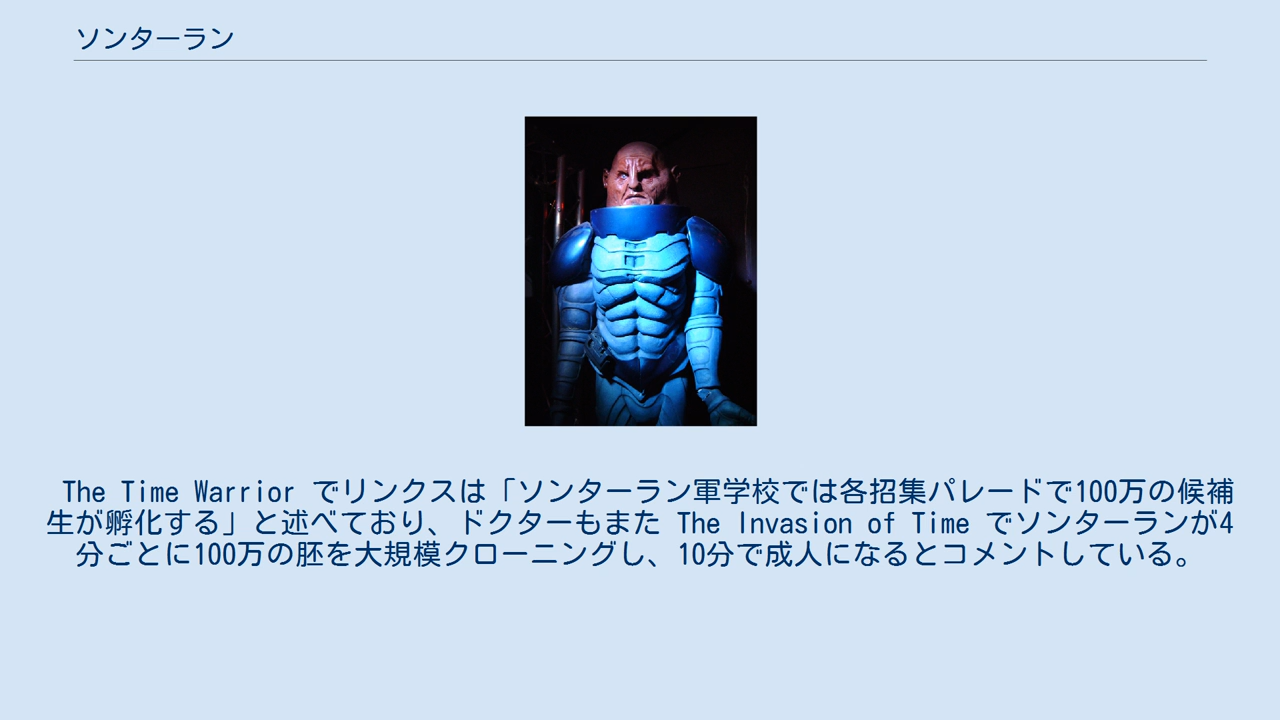 ソンターラン
The Time Warrior でリンクスは「ソンターラン軍学校では各招集パレードで100万の候補
生が孵化する」と述べており、ドクターもまた The Invasion of Time でソンターランが4
分ごとに100万の胚を大規模クローニングし、10分で成人になるとコメントしている。